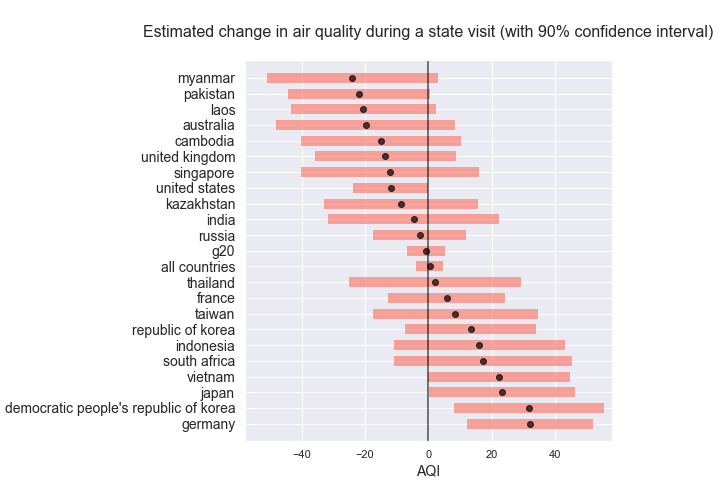 Estimated change in air quality during a state visit (with 90% confidence interval)
myanmar
pakistan
laos
australia
cambodia
united kingdom
singapore
united states
kazakhstan
india
russia
g20
all countries
thailand
france
taiwan
republic of korea
indonesia
south africa
vietnam
japan
democratic people's republic of korea
germany
−40 −20 0 20 40
AQI